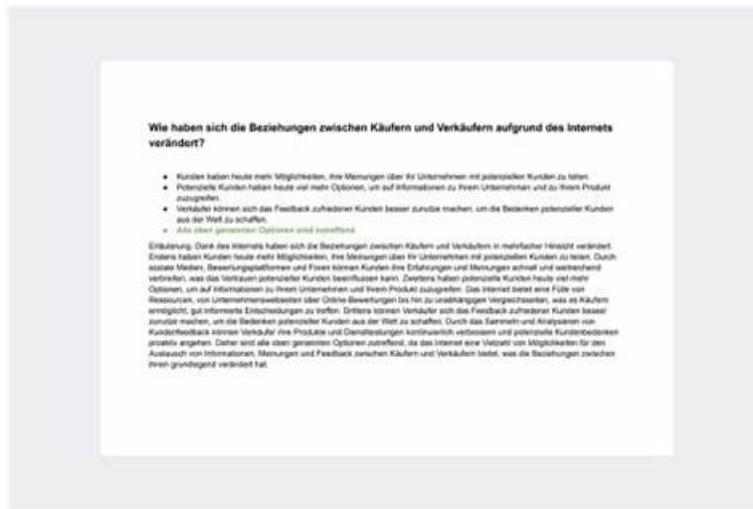 Wie haben sich die Beziehungen zwischen Käufern und Verkäufern aufgrund des Internets
verändert?
Kunden haben heute mehr Möglichkeiten, ihre Meinungen über Ihr Unternehmen mit potenziellen Kunden zu teilen.
Potenzielle Kunden haben heute viel mehr Optionen, um auf Informationen zu Ihrem Unternehmen und zu Ihrem Produkt
zuzugreifen.
Verkäufer können sich das Feedback zufriedener Kunden besser zunutze machen, um die Bedenken potenzieller Kunden
aus der Welt zu schaffen.
Alle oben genannten Optionen sind zutreffend.
Erläuterung: Dank des Internets haben sich die Beziehungen zwischen Käufern und Verkäufern in mehrfacher Hinsicht verändert.
Erstens haben Kunden heute mehr Möglichkeiten, ihre Meinungen über Ihr Unternehmen mit potenziellen Kunden zu teilen. Durch
soziale Medien, Bewertungsplattformen und Foren können Kunden ihre Erfahrungen und Meinungen schnell und weitreichend
verbreiten, was das Vertrauen potenzieller Kunden beeinflussen kann. Zweitens haben potenzielle Kunden heute viel mehr
Optionen, um auf Informationen zu Ihrem Unternehmen und Ihrem Produkt zuzugreifen. Das Internet bietet eine Fülle von
Ressourcen, von Unternehmenswebseiten über Online-Bewertungen bis hin zu unabhängigen Vergleichsseiten, was es Käufern
ermöglicht, gut informierte Entscheidungen zu treffen. Drittens können Verkäufer sich das Feedback zufriedener Kunden besser
zunutze machen, um die Bedenken potenzieller Kunden aus der Welt zu schaffen. Durch das Sammeln und Analysieren von
Kundenfeedback können Verkäufer ihre Produkte und Dienstleistungen kontinuierlich verbessern und potenzielle Kundenbedenken
proaktiv angehen. Daher sind alle oben genannten Optionen zutreffend, da das Internet eine Vielzahl von Möglichkeiten für den
Austausch von Informationen, Meinungen und Feedback zwischen Käufern und Verkäufern bietet, was die Beziehungen zwischen
ihnen grundlegend verändert hat.